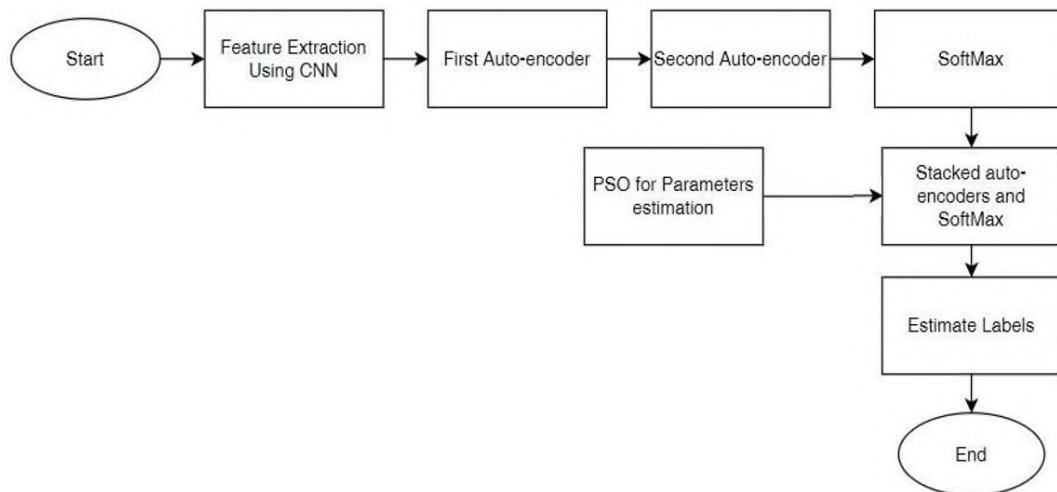 Start
Feature Extraction
Using CNN
First Auto-encoder
Second Auto-encoder
SoftMax
PSO for Parameters
estimation
Stacked auto-
encoders and
SoftMax
Estimate Labels
End